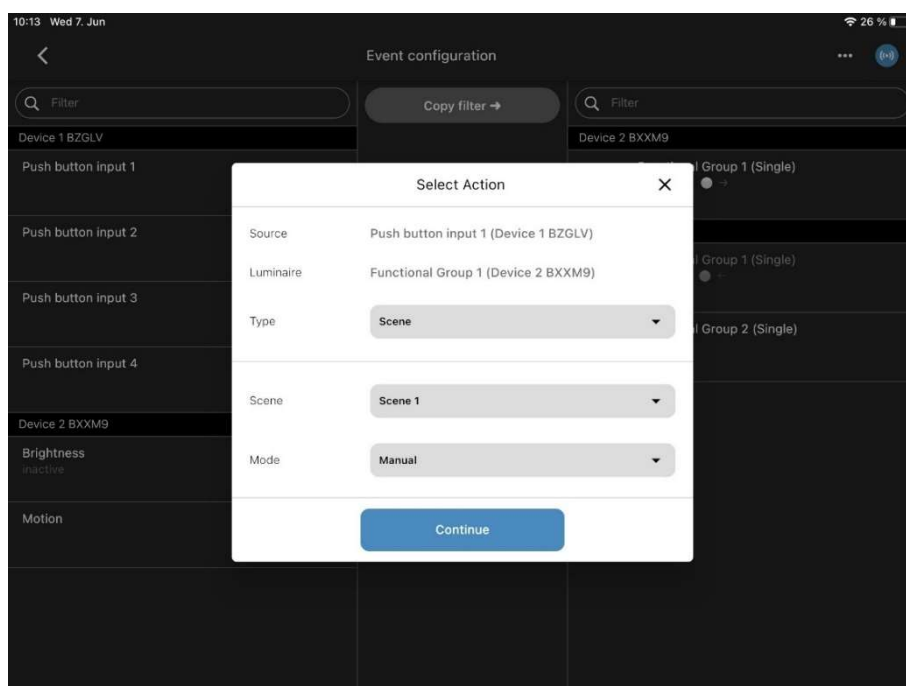 10:13 Wed 7. Jun
26 %
Event configuration
Filter
Copy filter →
Filter
Device 1 BZGLV
Device 2 BXXM9
Push button input 1
Push button input 2
Push button input 3
Push button input 4
Device 2 BXXM9
Brightness
inactive
Motion
Select Action
Source Push button input 1 (Device 1 BZGLV)
Luminaire Functional Group 1 (Device 2 BXXM9)
Type Scene
Scene Scene 1
Mode Manual
Continue
l Group 1 (Single)
l Group 1 (Single)
l Group 2 (Single)